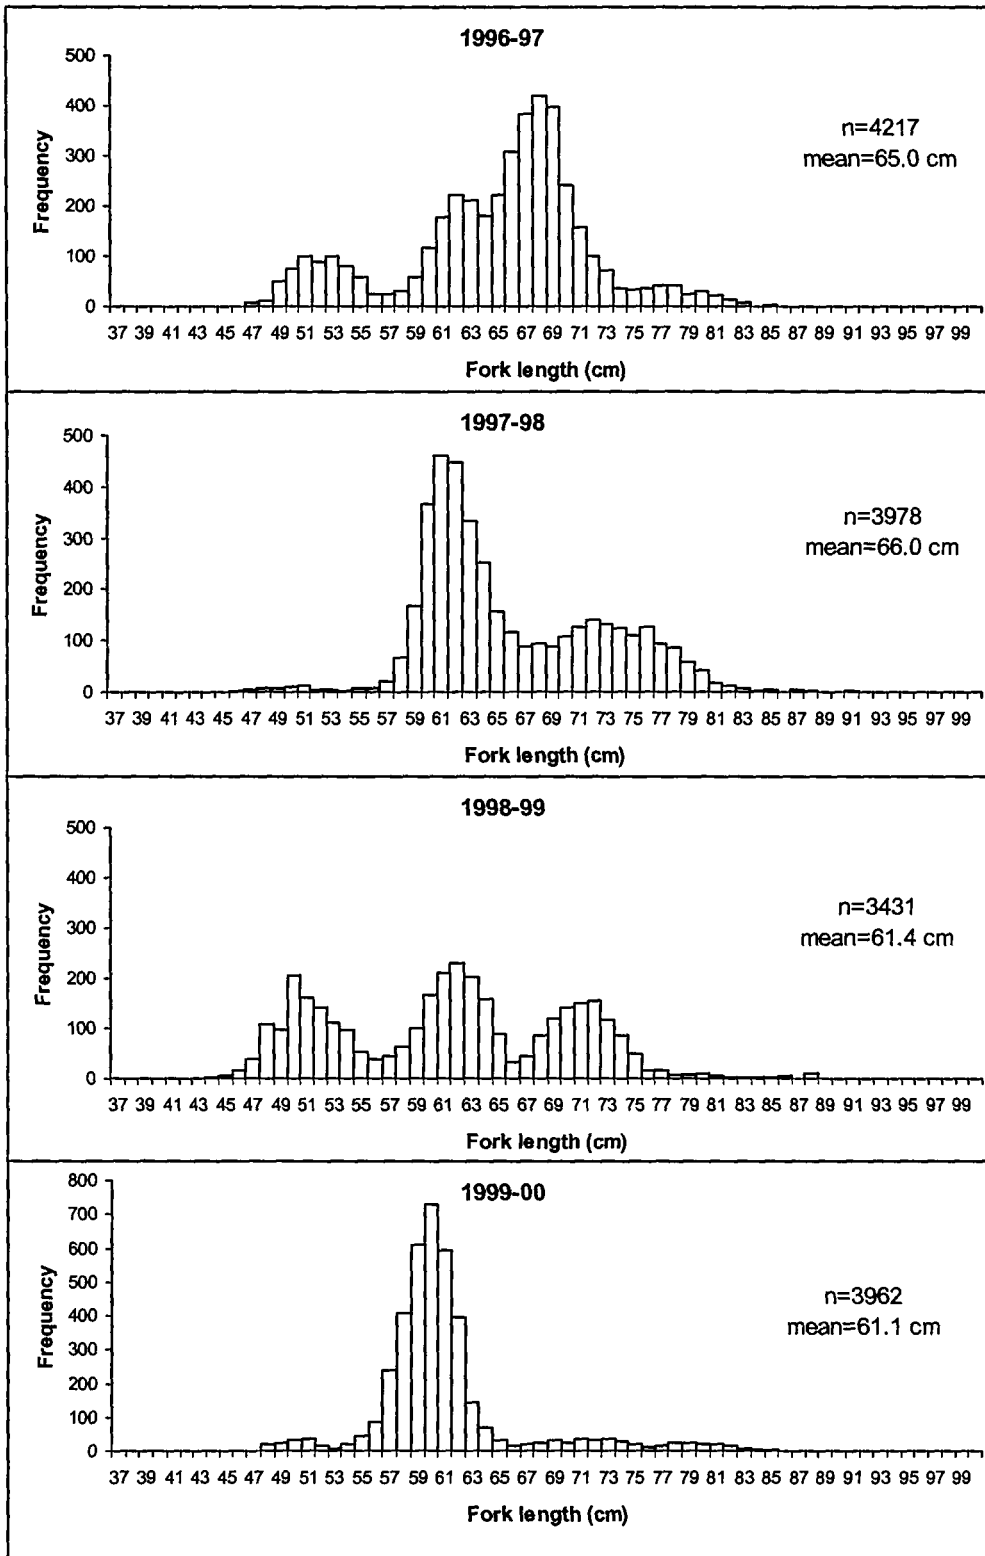 1996-97
500
400
300
200
100
0
Frequency
n=4217
mean=65.0 cm
37 39 41 43 45 47 49 51 53 55 57 59 61 63 65 67 69 71 73 75 77 79 81 83 85 87 89 91 93 95 97 99
Fork length (cm)
1997-98
500
400
300
200
100
0
Frequency
n=3978
mean=66.0 cm
37 39 41 43 45 47 49 51 53 55 57 59 61 63 65 67 69 71 73 75 77 79 81 83 85 87 89 91 93 95 97 99
Fork length (cm)
1998-99
500
400
300
200
100
0
Frequency
n=3431
mean=61.4 cm
37 39 41 43 45 47 49 51 53 55 57 59 61 63 65 67 69 71 73 75 77 79 81 83 85 87 89 91 93 95 97 99
Fork length (cm)
1999-00
800
700
600
500
400
300
200
100
0
Frequency
n=3962
mean=61.1 cm
37 39 41 43 45 47 49 51 53 55 57 59 61 63 65 67 69 71 73 75 77 79 81 83 85 87 89 91 93 95 97 99
Fork length (cm)